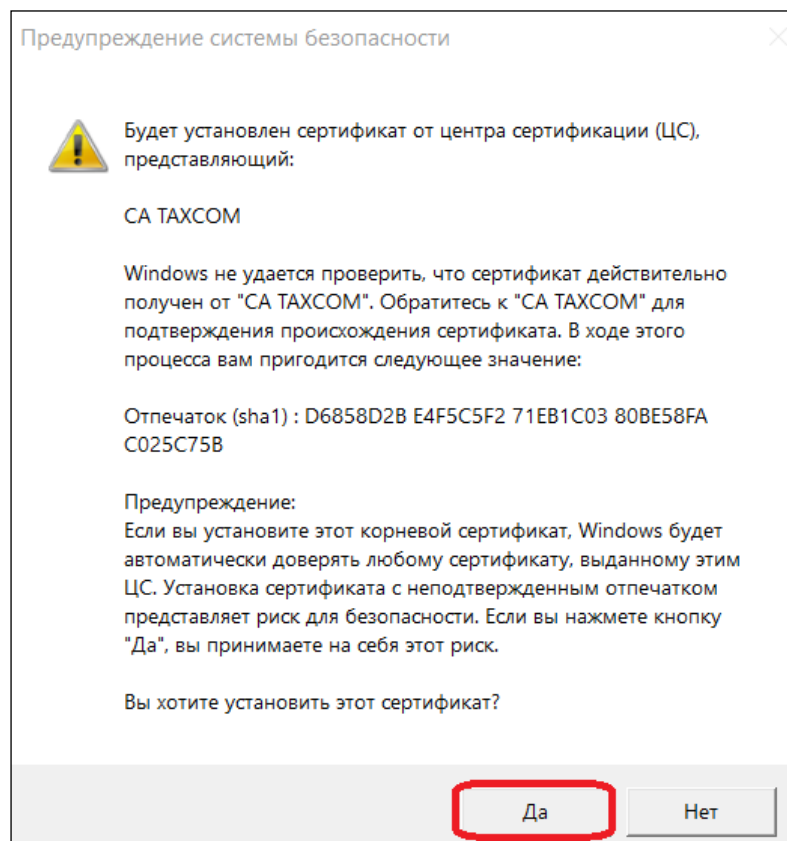 Предупреждение системы безопасности
Будет установлен сертификат от центра сертификации (ЦС),
представляющий:
CA TAXCOM
Windows не удается проверить, что сертификат действительно
получен от "CA TAXCOM". Обратитесь к "CA TAXCOM" для
подтверждения происхождения сертификата. В ходе этого
процесса вам пригодится следующее значение:
Отпечаток (sha1) : D6858D2B E4F5C5F2 71EB1C03 80BE58FA
C025C75B
Предупреждение:
Если вы установите этот корневой сертификат, Windows будет
автоматически доверять любому сертификату, выданному этим
ЦС. Установка сертификата с неподтвержденным отпечатком
представляет риск для безопасности. Если вы нажмете кнопку
"Да", вы принимаете на себя этот риск.
Вы хотите установить этот сертификат?
Да
Нет